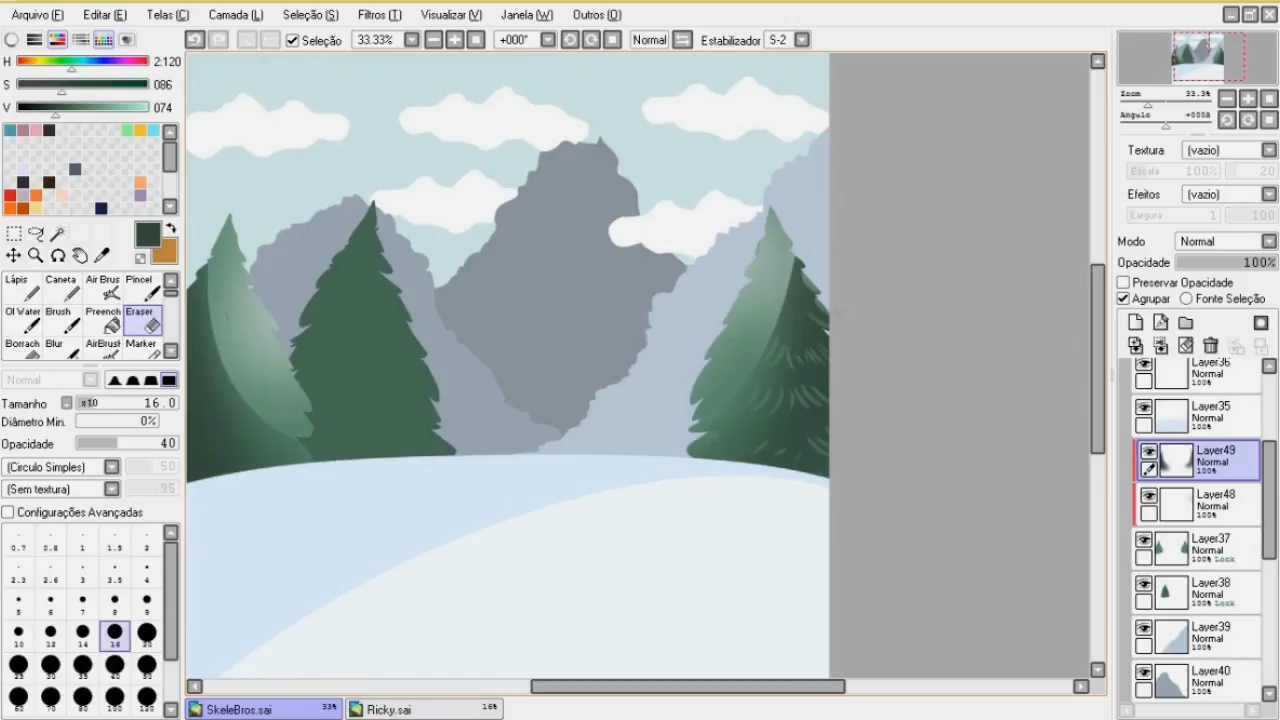 Arquivo (F) Editar (E) Telas (C) Camada (L) Seleção (S) Filtros (T) Visualizar (V) Janela (W) Outros (O)
Seleção 33.33% +000° Normal Estabilizador S-2
H 2:120
S 086
V 074
Zoom 33.3%
Angulo +000A
Textura (vazio)
Escala 100% 20
Efeitos (vazio)
Largura 1 100
Modo Normal
Opacidade 100%
Preservar Opacidade
Agrupar Fonte Seleção
Lápis Caneta Air Brus Pincel
Ol Water Brush Preench Eraser
Borrach Blur AirBrus Marker
Normal
Tamanho x10 16.0
Diâmetro Min. 0%
Opacidade 40
(Circulo Simples) 50
(Sem textura) 95
Configurações Avançadas
0.7 0.8 1 1.5 2
2.3 2.6 3 3.5 4
5 6 7 8 9
10 12 14 16 20
25 30 35 40 50
60 70 80 100 120
Layer36
Normal
100%
Layer35
Normal
100%
Layer49
Normal
100%
Layer48
Normal
100%
Layer37
Normal
100% Lock
Layer38
Normal
100% Lock
Layer39
Normal
100%
Layer40
Normal
100%
SkeleBros.sai 33% Ricky.sai 16%